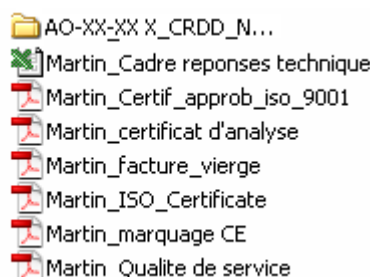 AO-XX-XX X_CRDD_N...
Martin_Cadre reponses technique
Martin_Certif_approb_iso_9001
Martin_certificat d'analyse
Martin_facture_vierge
Martin_ISO_Certificate
Martin_marquage CE
Martin_Qualite de service